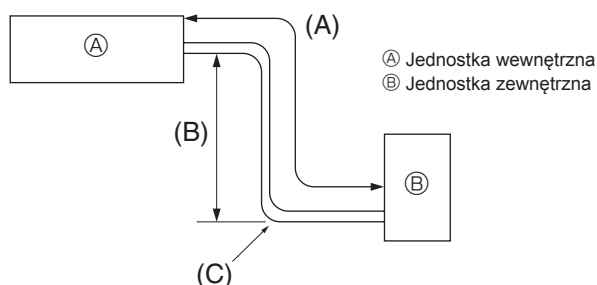 (A)
Ⓐ
Ⓐ Jednostka wewnętrzna
Ⓑ Jednostka zewnętrzna
(B)
Ⓑ
(C)